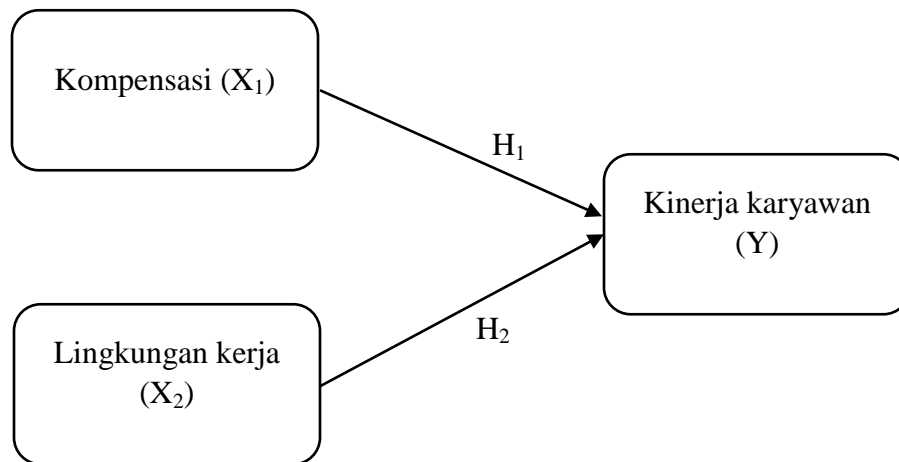 Kompensasi (X₁)
H₁
Kinerja karyawan
(Y)
Lingkungan kerja
(X₂)
H₂